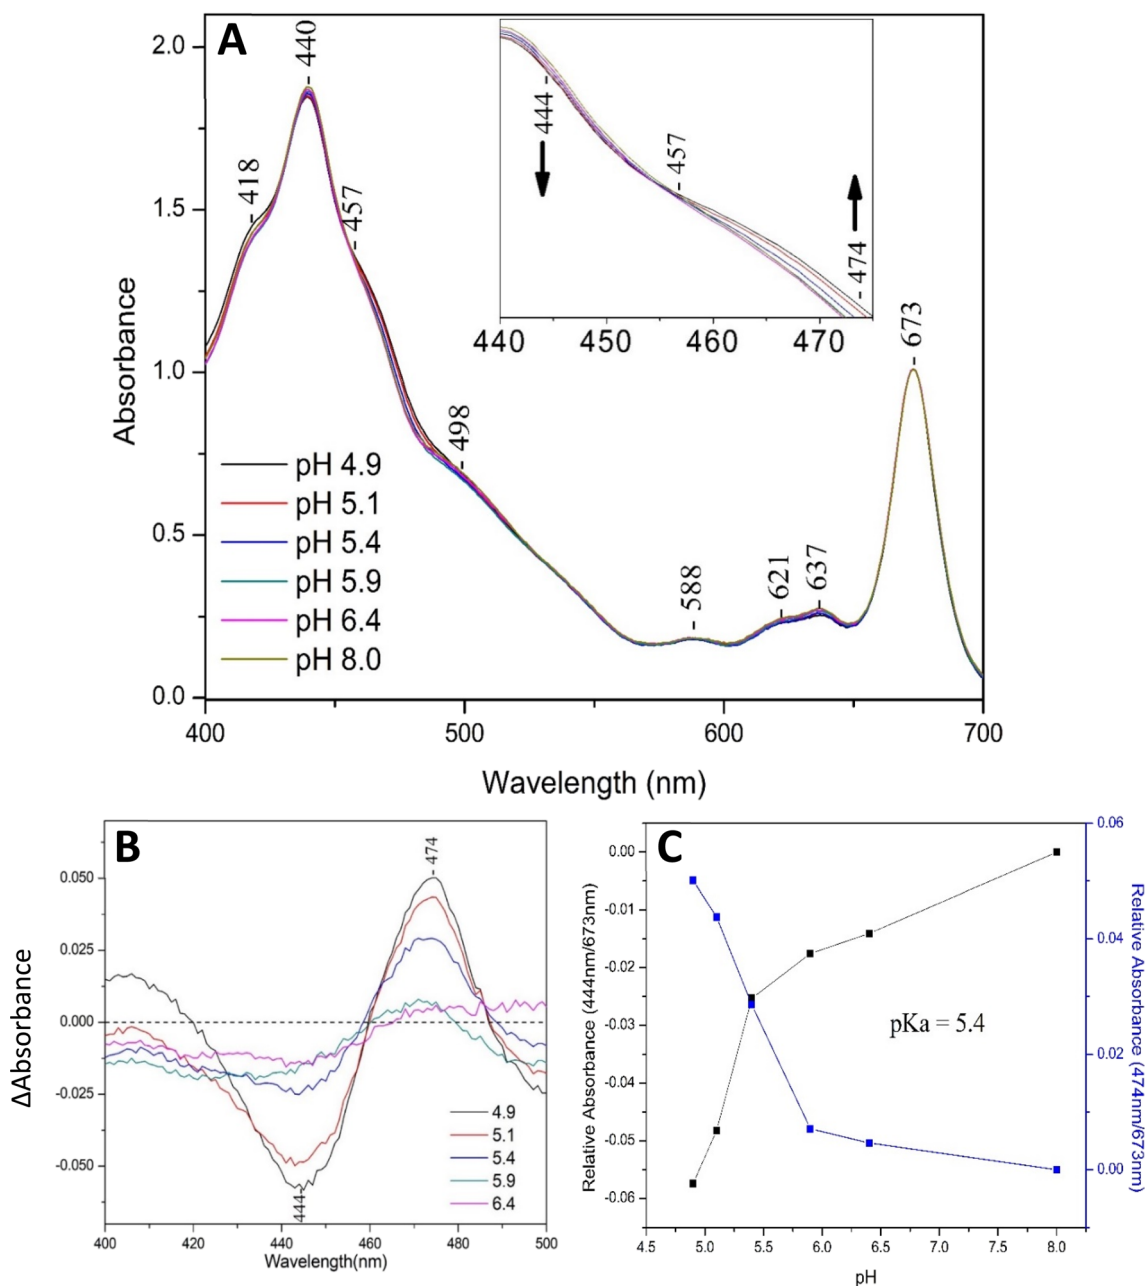 A
2.0
1.5
1.0
0.5
0.0
Absorbance
418
440
457
498
588
621
637
673
444
457
474
440 450 460 470
pH 4.9
pH 5.1
pH 5.4
pH 5.9
pH 6.4
pH 8.0
400 500 600 700
Wavelength (nm)
B
0.050
0.025
0.000
-0.025
-0.050
ΔAbsorbance
474
444
4.9
5.1
5.4
5.9
6.4
400 420 440 460 480 500
Wavelength(nm)
C
0.00
-0.01
-0.02
-0.03
-0.04
-0.05
-0.06
Relative Absorbance (444nm/673nm)
pKa = 5.4
0.06
0.04
0.02
0.00
Relative Absorbance (474nm/673nm)
4.5 5.0 5.5 6.0 6.5 7.0 7.5 8.0
pH